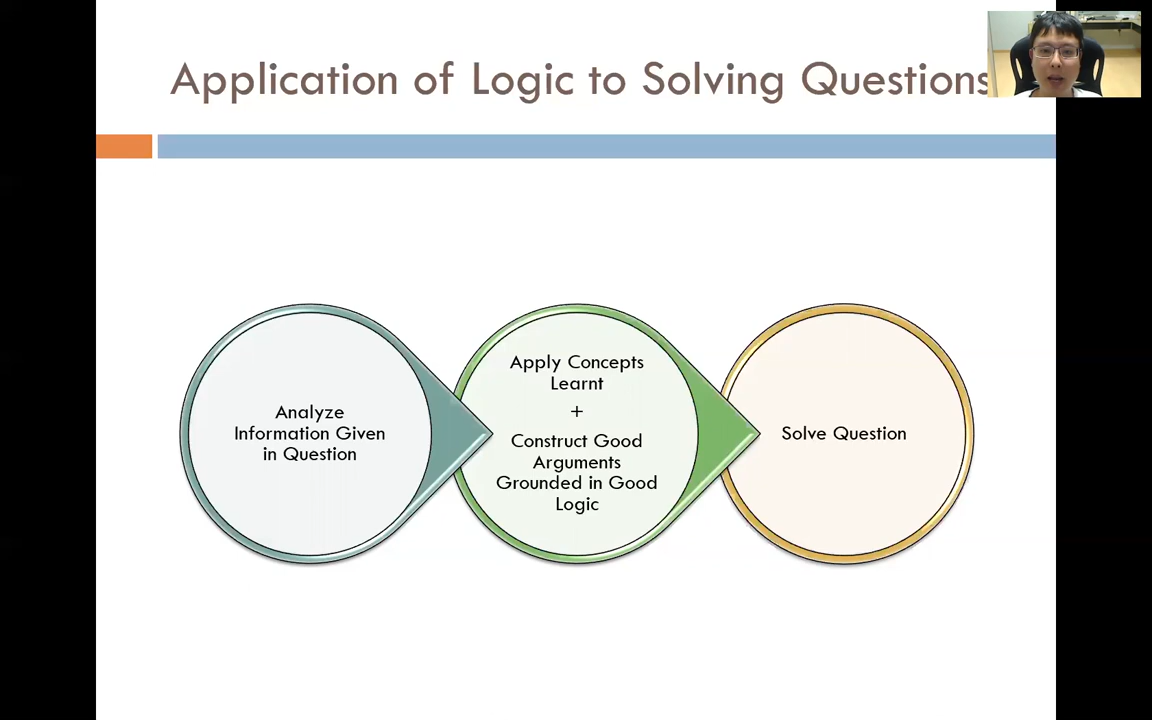 Application of Logic to Solving Questions
Analyze
Information Given
in Question
Apply Concepts
Learnt
+
Construct Good
Arguments
Grounded in Good
Logic
Solve Question